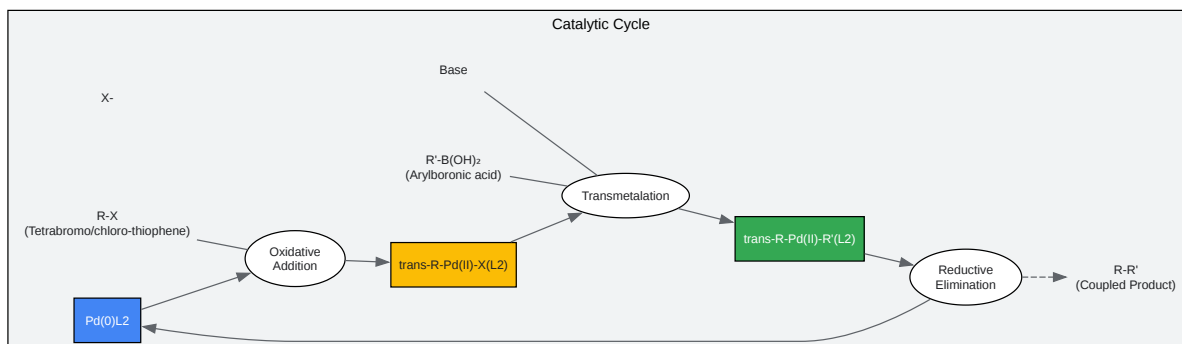 Catalytic Cycle
Base
X-
R'-B(OH)₂
(Arylboronic acid)
Transmetalation
R-X
(Tetrabromo/chloro-thiophene)
Oxidative
Addition
trans-R-Pd(II)-X(L2)
trans-R-Pd(II)-R'(L2)
Reductive
Elimination
R-R'
(Coupled Product)
Pd(0)L2